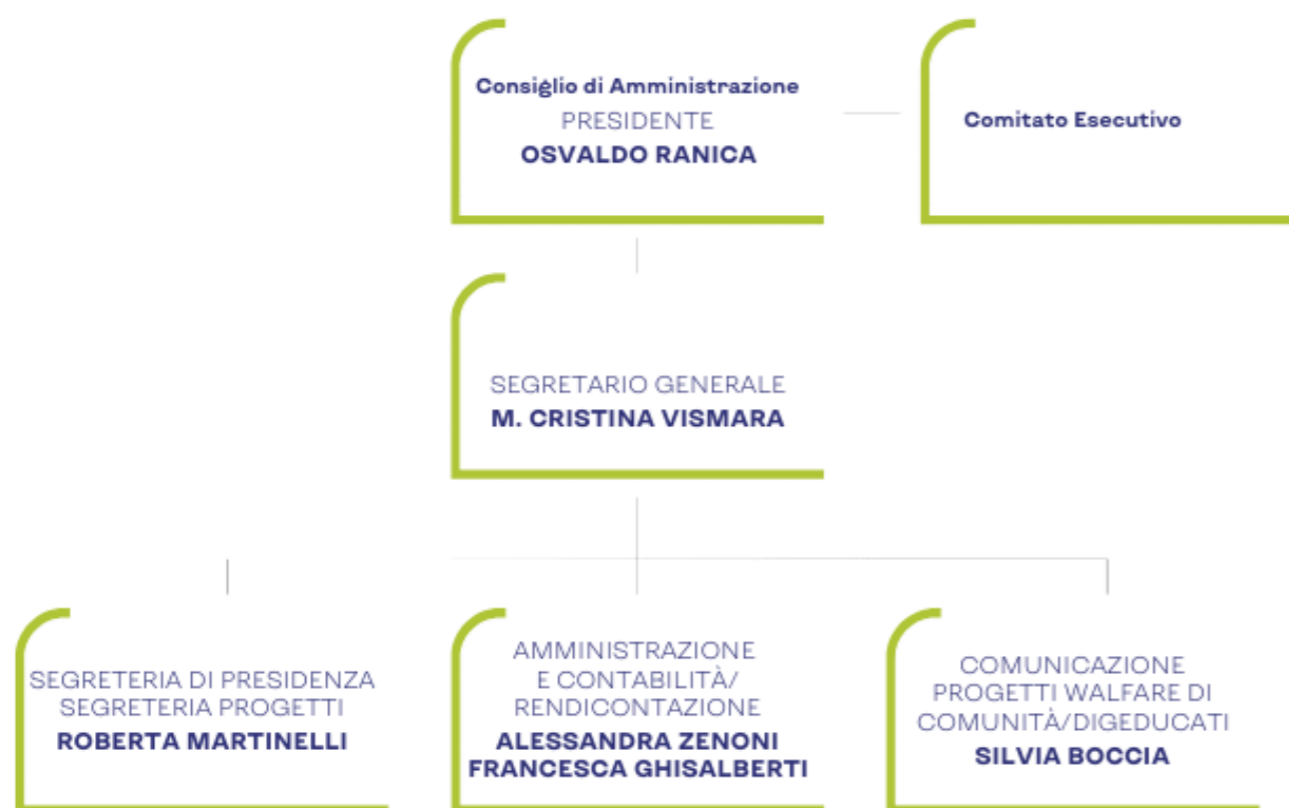 Consiglio di Amministrazione
PRESIDENTE
OSVALDO RANICA
Comitato Esecutivo
SEGRETARIO GENERALE
M. CRISTINA VISMARA
SEGRETERIA DI PRESIDENZA
SEGRETERIA PROGETTI
ROBERTA MARTINELLI
AMMINISTRAZIONE
E CONTABILITÀ/
RENDICONTAZIONE
ALESSANDRA ZENONI
FRANCESCA GHISALBERTI
COMUNICAZIONE
PROGETTI WALFARE DI
COMUNITÀ/DIGEDUCATI
SILVIA BOCCIA